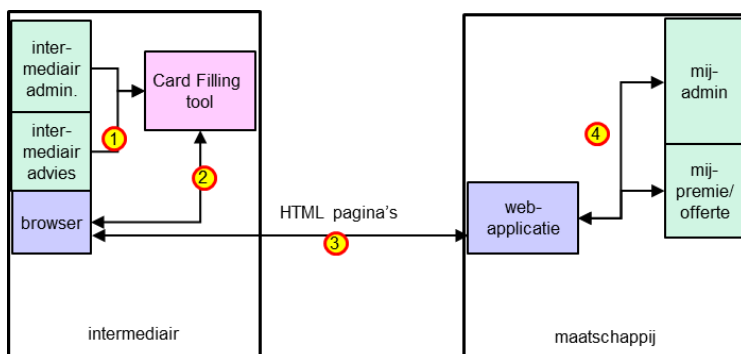 inter-
mediair
admin.
Card Filling
tool
1
inter-
mediair
advies
2
browser
HTML pagina's
3
intermediair
mij-
admin
4
mij-
premie/
offerte
web-
applicatie
maatschappij